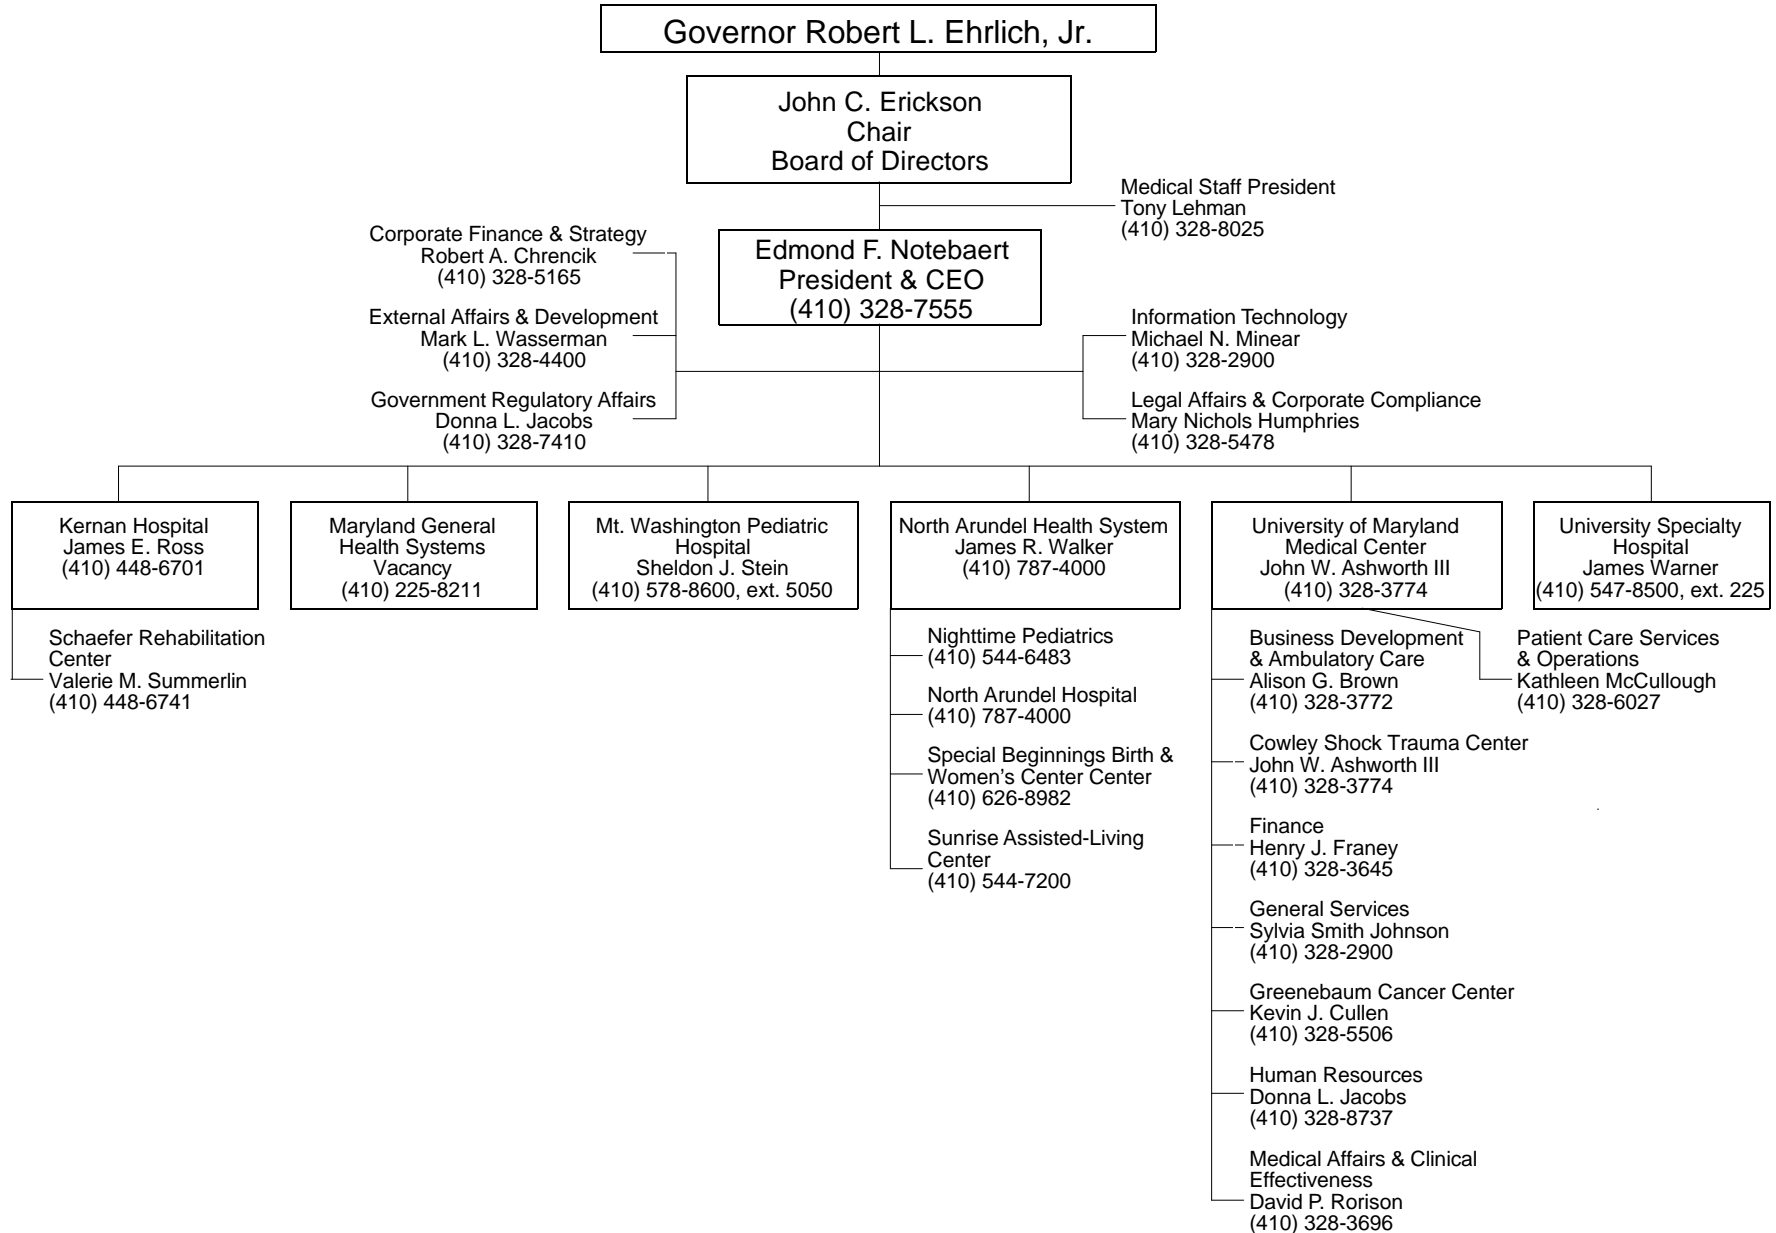 Governor Robert L. Ehrlich, Jr.
John C. Erickson
Chair
Board of Directors
Medical Staff President
Tony Lehman
(410) 328-8025
Edmond F. Notebaert
President & CEO
(410) 328-7555
Corporate Finance & Strategy
Robert A. Chrencik
(410) 328-5165
External Affairs & Development
Mark L. Wasserman
(410) 328-4400
Government Regulatory Affairs
Donna L. Jacobs
(410) 328-7410
Information Technology
Michael N. Minear
(410) 328-2900
Legal Affairs & Corporate Compliance
Mary Nichols Humphries
(410) 328-5478
Kernan Hospital
James E. Ross
(410) 448-6701
Schaefer Rehabilitation
Center
Valerie M. Summerlin
(410) 448-6741
Maryland General
Health Systems
Vacancy
(410) 225-8211
Mt. Washington Pediatric
Hospital
Sheldon J. Stein
(410) 578-8600, ext. 5050
North Arundel Health System
James R. Walker
(410) 787-4000
Nighttime Pediatrics
(410) 544-6483
North Arundel Hospital
(410) 787-4000
Special Beginnings Birth &
Women's Center Center
(410) 626-8982
Sunrise Assisted-Living
Center
(410) 544-7200
University of Maryland
Medical Center
John W. Ashworth III
(410) 328-3774
Business Development
& Ambulatory Care
Alison G. Brown
(410) 328-3772
Cowley Shock Trauma Center
John W. Ashworth III
(410) 328-3774
Finance
Henry J. Franey
(410) 328-3645
General Services
Sylvia Smith Johnson
(410) 328-2900
Greenebaum Cancer Center
Kevin J. Cullen
(410) 328-5506
Human Resources
Donna L. Jacobs
(410) 328-8737
Medical Affairs & Clinical
Effectiveness
David P. Rorison
(410) 328-3696
Patient Care Services
& Operations
Kathleen McCullough
(410) 328-6027
University Specialty
Hospital
James Warner
(410) 547-8500, ext. 225